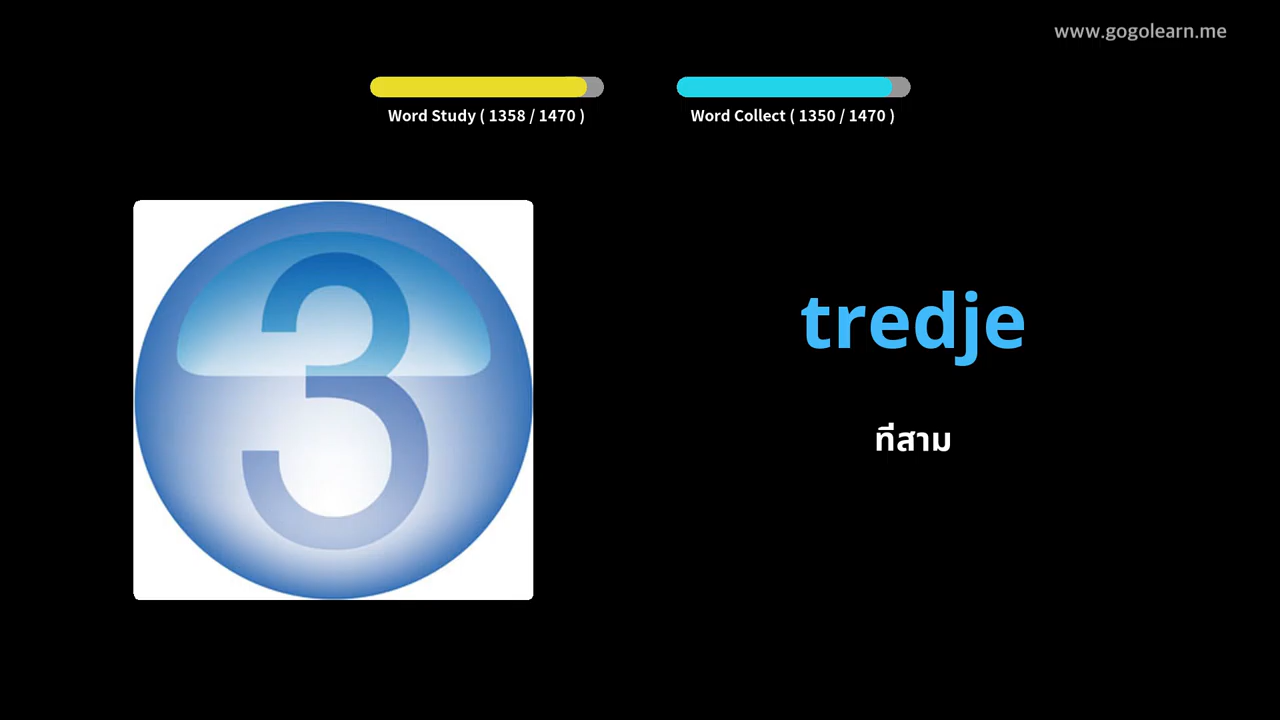 www.gogolearn.me
Word Study ( 1358 / 1470 )
Word Collect ( 1350 / 1470 )
3
tredje
ที่สาม